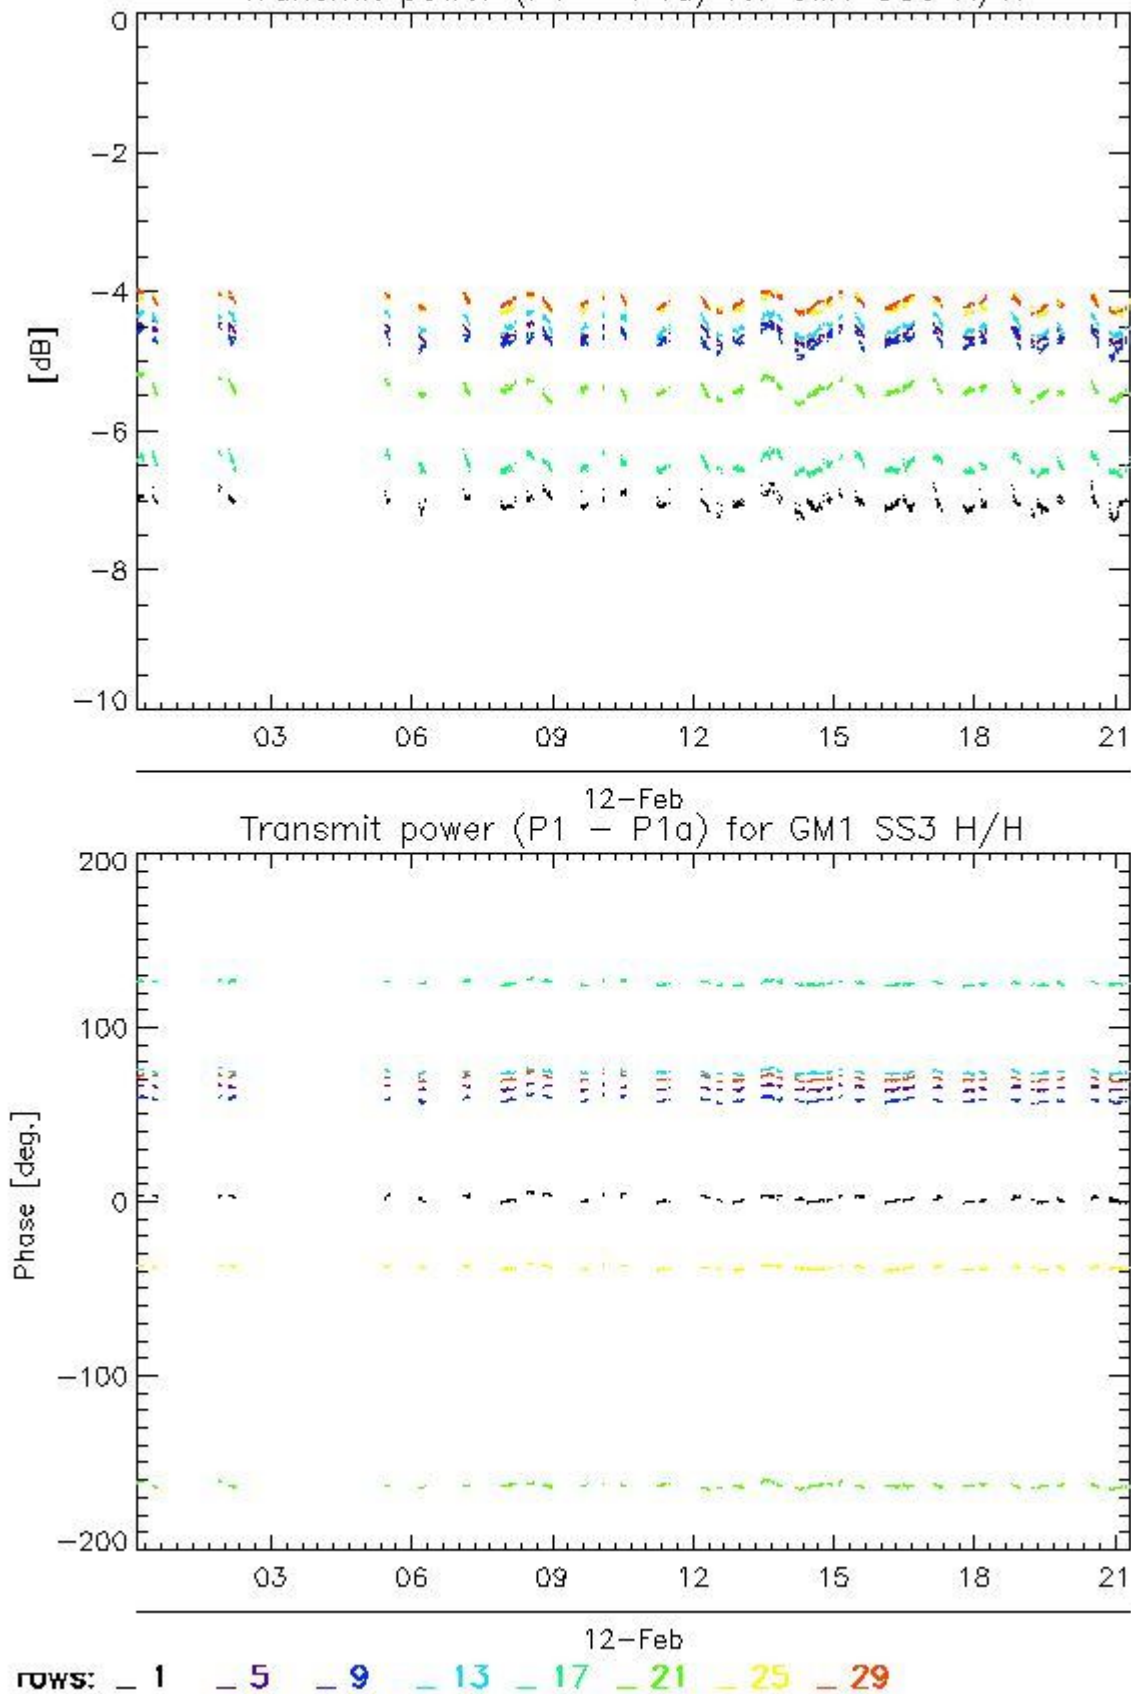 0
-2
-4
-6
-8
-10
[dB]
03 06 09 12 15 18 21
12-Feb
Transmit power (P1 - P1a) for GM1 SS3 H/H
200
100
0
-100
-200
Phase [deg.]
03 06 09 12 15 18 21
12-Feb
rows: _ 1 _ 5 _ 9 _ 13 _ 17 _ 21 _ 25 _ 29